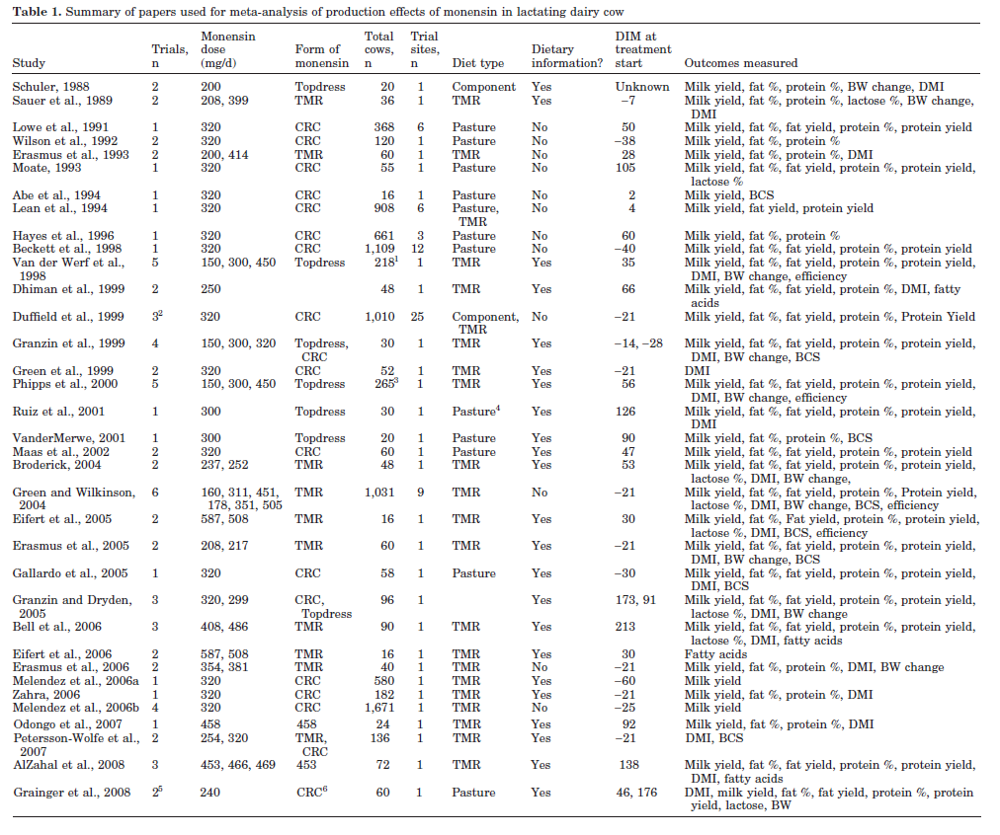 Table 1. Summary of papers used for meta-analysis of production effects of monensin in lactating dairy cow
Monensin Total Trial DIM at
Trials, dose Form of cows, sites, Dietary treatment
Study n (mg/d) monensin n n Diet type information? start Outcomes measured
Schuler, 1988 2 200 Topdress 20 1 Component Yes Unknown Milk yield, fat %, protein %, BW change, DMI
Sauer et al., 1989 2 208, 399 TMR 36 1 TMR Yes −7 Milk yield, fat %, protein %, lactose %, BW change,
DMI
Lowe et al., 1991 1 320 CRC 368 6 Pasture No 50 Milk yield, fat %, fat yield, protein %, protein yield
Wilson et al., 1992 2 320 CRC 120 1 Pasture No −38 Milk yield, fat %, protein %
Erasmus et al., 1993 2 200, 414 TMR 60 1 TMR No 28 Milk yield, fat %, protein %, DMI
Moate, 1993 1 320 CRC 55 1 Pasture No 105 Milk yield, fat %, fat yield, protein %, protein yield,
lactose %
Abe et al., 1994 1 320 CRC 16 1 Pasture No 2 Milk yield, BCS
Lean et al., 1994 1 320 CRC 908 6 Pasture, No 4 Milk yield, fat yield, protein yield
TMR
Hayes et al., 1996 1 320 CRC 661 3 Pasture No 60 Milk yield, fat %, protein %
Beckett et al., 1998 1 320 CRC 1,109 12 Pasture No −40 Milk yield, fat %, fat yield, protein %, protein yield
Van der Werf et al., 5 150, 300, 450 Topdress 218¹ 1 TMR Yes 35 Milk yield, fat %, fat yield, protein %, protein yield,
1998 DMI, BW change, efficiency
Dhiman et al., 1999 2 250 48 1 TMR Yes 66 Milk yield, fat %, fat yield, protein %, DMI, fatty
acids
Duffield et al., 1999 3² 320 CRC 1,010 25 Component, No −21 Milk yield, fat %, fat yield, protein %, Protein Yield
TMR
Granzin et al., 1999 4 150, 300, 320 Topdress, 30 1 TMR Yes −14, −28 Milk yield, fat %, fat yield, protein %, protein yield,
CRC DMI, BW change, BCS
Green et al., 1999 2 320 CRC 52 1 TMR Yes −21 DMI
Phipps et al., 2000 5 150, 300, 450 Topdress 265³ 1 TMR Yes 56 Milk yield, fat %, fat yield, protein %, protein yield,
DMI, BW change, efficiency
Ruiz et al., 2001 1 300 Topdress 30 1 Pasture⁴ Yes 126 Milk yield, fat %, fat yield, protein %, protein yield,
DMI
VanderMerwe, 2001 1 300 Topdress 20 1 Pasture Yes 90 Milk yield, fat %, protein %, BCS
Maas et al., 2002 2 320 CRC 60 1 Pasture Yes 47 Milk yield, fat %, fat yield, protein %, protein yield
Broderick, 2004 2 237, 252 TMR 48 1 TMR Yes 53 Milk yield, fat %, fat yield, protein %, protein yield,
lactose %, DMI, BW change,
Green and Wilkinson, 6 160, 311, 451, TMR 1,031 9 TMR No −21 Milk yield, fat %, fat yield, protein %, Protein yield,
2004 178, 351, 505 lactose %, DMI, BW change, BCS, efficiency
Eifert et al., 2005 2 587, 508 TMR 16 1 TMR Yes 30 Milk yield, fat %, Fat yield, protein %, protein yield,
lactose %, DMI, BCS, efficiency
Erasmus et al., 2005 2 208, 217 TMR 60 1 TMR Yes −21 Milk yield, fat %, fat yield, protein %, protein yield,
DMI, BW change, BCS
Gallardo et al., 2005 1 320 CRC 58 1 Pasture Yes −30 Milk yield, fat %, fat yield, protein %, protein yield,
DMI, BCS
Granzin and Dryden, 3 320, 299 CRC, 96 1 Yes 173, 91 Milk yield, fat %, fat yield, protein %, protein yield,
2005 Topdress lactose %, DMI, BW change
Bell et al., 2006 3 408, 486 TMR 90 1 TMR Yes 213 Milk yield, fat %, fat yield, protein %, protein yield,
lactose %, DMI, fatty acids
Eifert et al., 2006 2 587, 508 TMR 16 1 TMR Yes 30 Fatty acids
Erasmus et al., 2006 2 354, 381 TMR 40 1 TMR No −21 Milk yield, fat %, protein %, DMI, BW change
Melendez et al., 2006a 1 320 CRC 580 1 TMR Yes −60 Milk yield
Zahra, 2006 1 320 CRC 182 1 TMR Yes −21 Milk yield, fat %, protein %, DMI
Melendez et al., 2006b 4 320 CRC 1,671 1 TMR No −25 Milk yield
Odongo et al., 2007 1 458 458 24 1 TMR Yes 92 Milk yield, fat %, protein %, DMI
Petersson-Wolfe et al., 2 254, 320 TMR, 136 1 TMR Yes −21 DMI, BCS
2007 CRC
AlZahal et al., 2008 3 453, 466, 469 453 72 1 TMR Yes 138 Milk yield, fat %, fat yield, protein %, protein yield,
DMI, fatty acids
Grainger et al., 2008 2⁵ 240 CRC⁶ 60 1 Pasture Yes 46, 176 DMI, milk yield, fat %, fat yield, protein %, protein
yield, lactose, BW